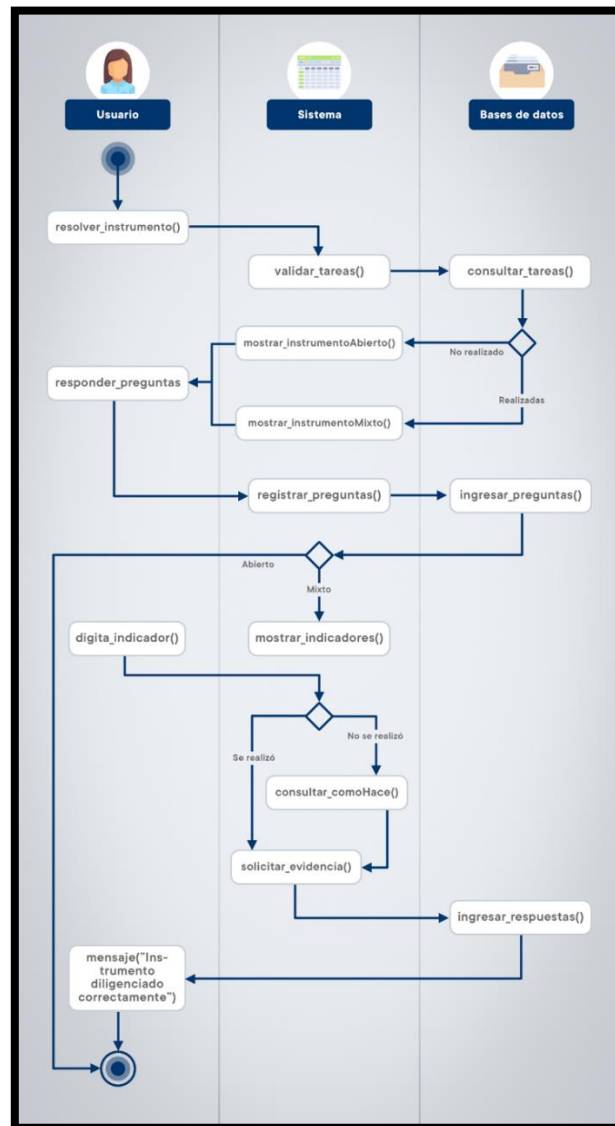 Usuario
Sistema
Bases de datos
resolver_instrumento()
validar_tareas()
consultar_tareas()
mostrar_instrumentoAbierto()
No realizado
responder_preguntas
Realizadas
mostrar_instrumentoMixto()
registrar_preguntas()
ingresar_preguntas()
Abierto
Mixto
digita_indicador()
mostrar_indicadores()
No se realizó
Se realizó
consultar_comoHace()
solicitar_evidencia()
ingresar_respuestas()
mensaje("Ins-
trumento
diligenciado
correctamente")